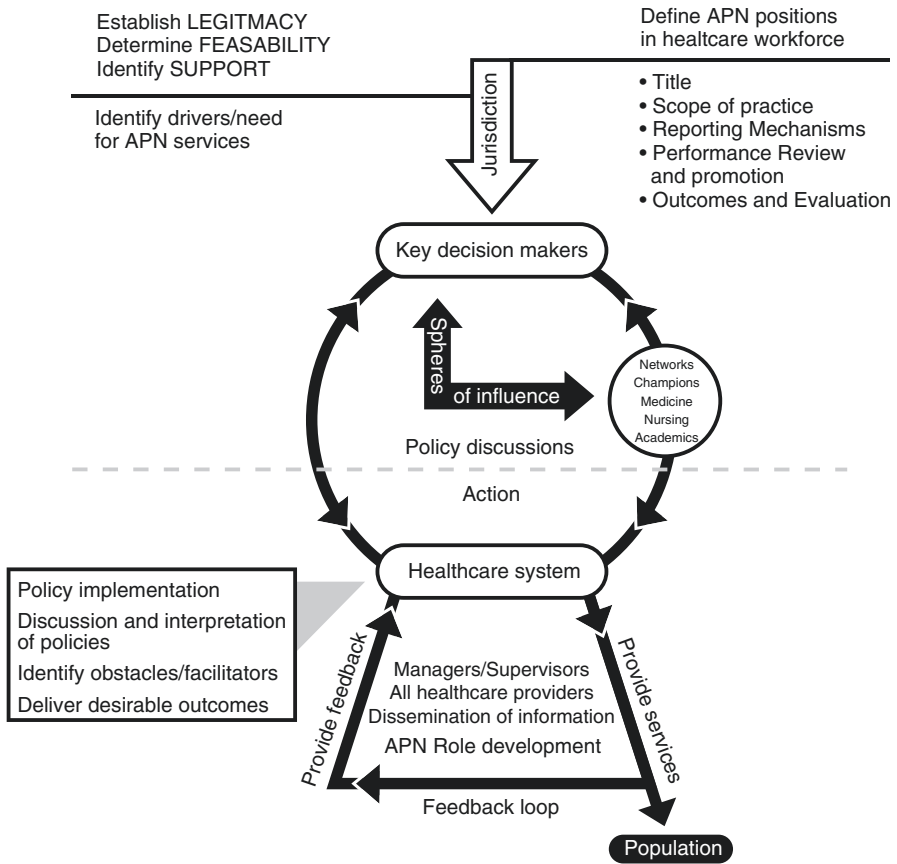 Establish LEGITMACY
Determine FEASABILITY
Identify SUPPORT
Identify drivers/need
for APN services
Define APN positions
in healtcare workforce
• Title
• Scope of practice
• Reporting Mechanisms
• Performance Review
and promotion
• Outcomes and Evaluation
Jurisdiction
Key decision makers
Spheres
of influence
Networks
Champions
Medicine
Nursing
Academics
Policy discussions
Action
Healthcare system
Policy implementation
Discussion and interpretation
of policies
Identify obstacles/facilitators
Deliver desirable outcomes
Provide feedback
Managers/Supervisors
All healthcare providers
Dissemination of information
APN Role development
Provide services
Feedback loop
Population